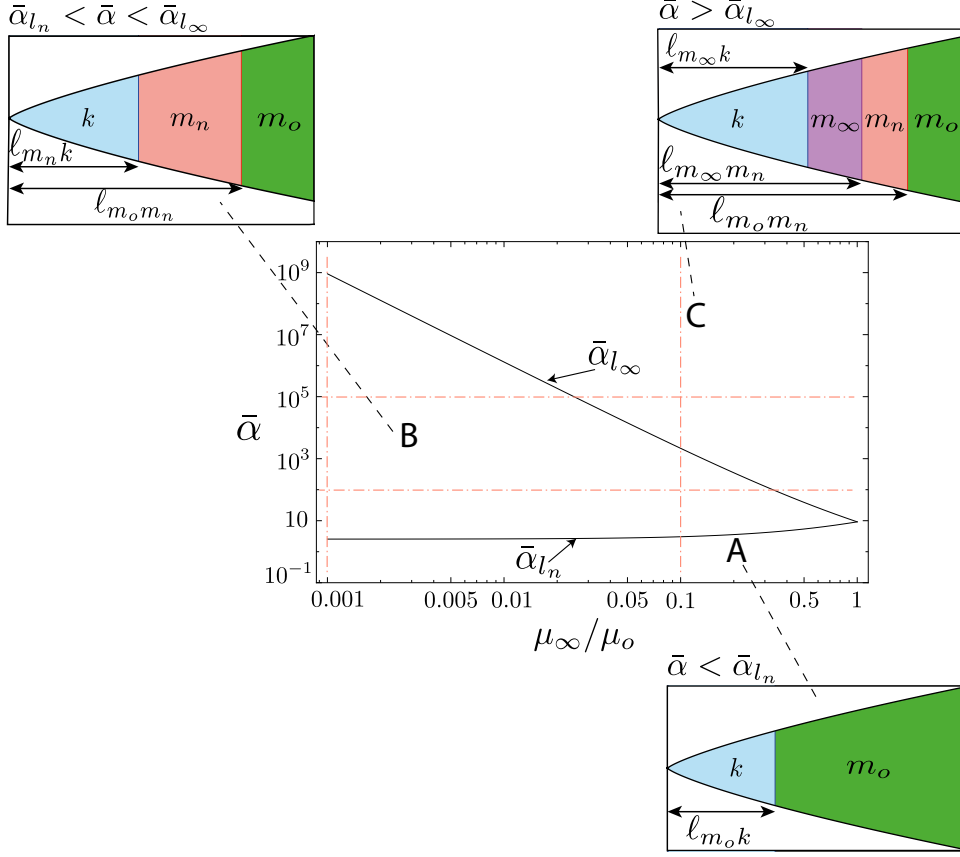 ᾱ_{l_n} < ᾱ < ᾱ_{l_∞}
k
m_n
m_o
ℓ_{m_n k}
ℓ_{m_o m_n}
ᾱ > ᾱ_{l_∞}
ℓ_{m_∞ k}
k
m_∞
m_n
m_o
ℓ_{m_∞ m_n}
ℓ_{m_o m_n}
10^9
10^7
10^5
10^3
10
10^{-1}
ᾱ
ᾱ_{l_∞}
C
B
A
ᾱ_{l_n}
0.001
0.005
0.01
0.05
0.1
0.5
1
μ_∞/μ_o
ᾱ < ᾱ_{l_n}
k
m_o
ℓ_{m_o k}